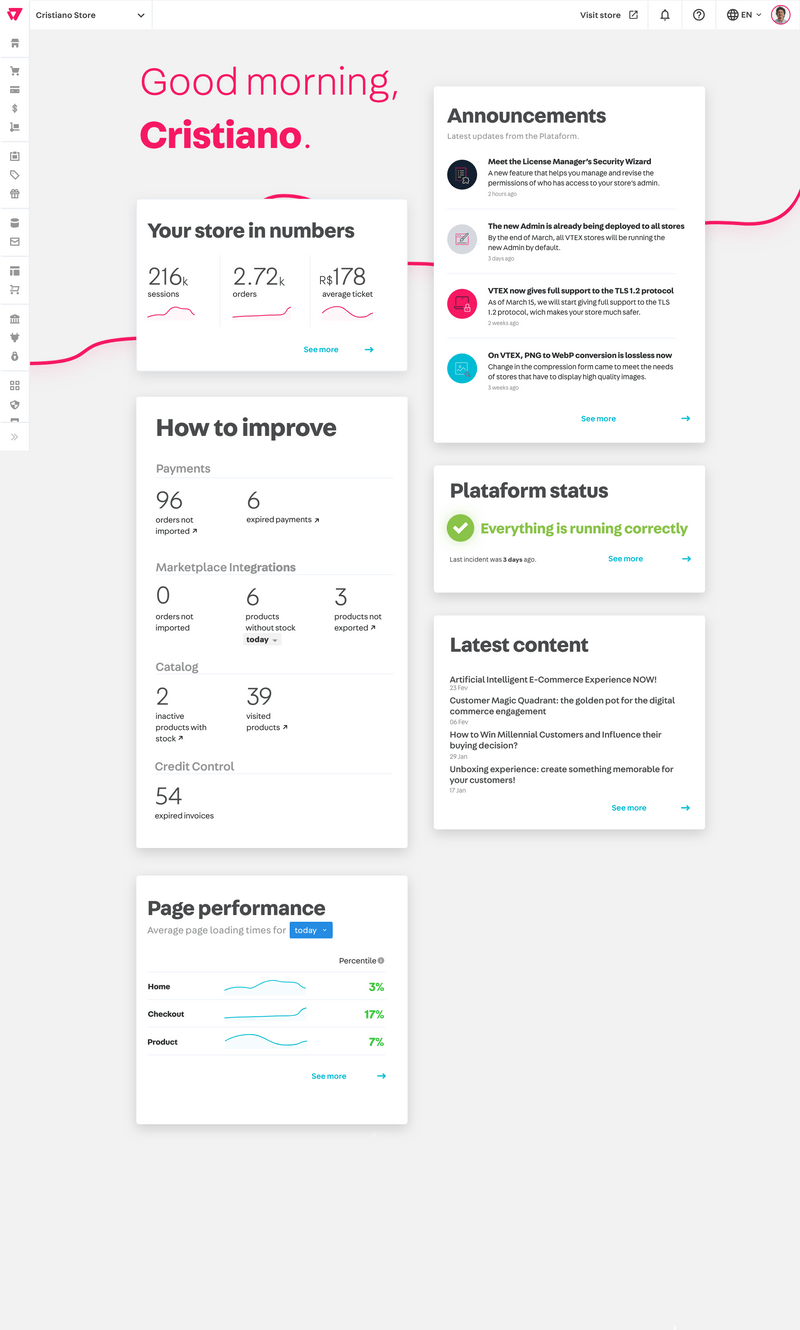 Cristiano Store
Visit store
EN
Good morning,
Cristiano.
Your store in numbers
216k
sessions
2.72k
orders
R$178
average ticket
See more
How to improve
Payments
96
orders not
imported
6
expired payments
Marketplace Integrations
0
orders not
imported
6
products
without stock
today
3
products not
exported
Catalog
2
inactive
products with
stock
39
visited
products
Credit Control
54
expired invoices
Page performance
Average page loading times for today
Percentile
Home 3%
Checkout 17%
Product 7%
See more
Announcements
Latest updates from the Plataform.
Meet the License Manager's Security Wizard
A new feature that helps you manage and revise the
permissions of who has access to your store's admin.
2 hours ago
The new Admin is already being deployed to all stores
By the end of March, all VTEX stores will be running the
new Admin by default.
3 days ago
VTEX now gives full support to the TLS 1.2 protocol
As of March 15, we will start giving full support to the TLS
1.2 protocol, wich makes your store much safer.
2 weeks ago
On VTEX, PNG to WebP conversion is lossless now
Change in the compression form came to meet the needs
of stores that have to display high quality images.
3 weeks ago
See more
Plataform status
Everything is running correctly
Last incident was 3 days ago.
See more
Latest content
Artificial Intelligent E-Commerce Experience NOW!
23 Fev
Customer Magic Quadrant: the golden pot for the digital
commerce engagement
06 Fev
How to Win Millennial Customers and Influence their
buying decision?
29 Jan
Unboxing experience: create something memorable for
your customers!
17 Jan
See more